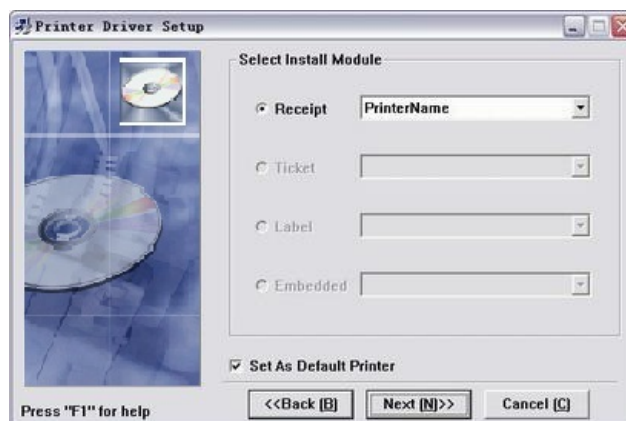 Printer Driver Setup
Select Install Module
Receipt PrinterName
Ticket
Label
Embedded
Set As Default Printer
Press "F1" for help
<<Back (B) Next (N)>> Cancel (C)